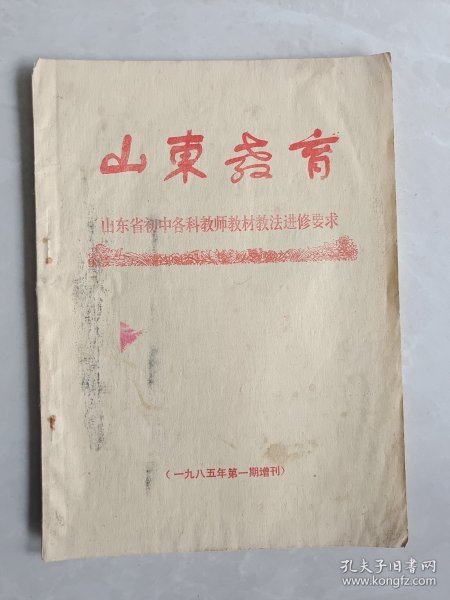 山東教育
山东省初中各科教师教材教法进修要求
(一九八五年第一期增刊)
孔夫子旧书网
www.kongfz.com